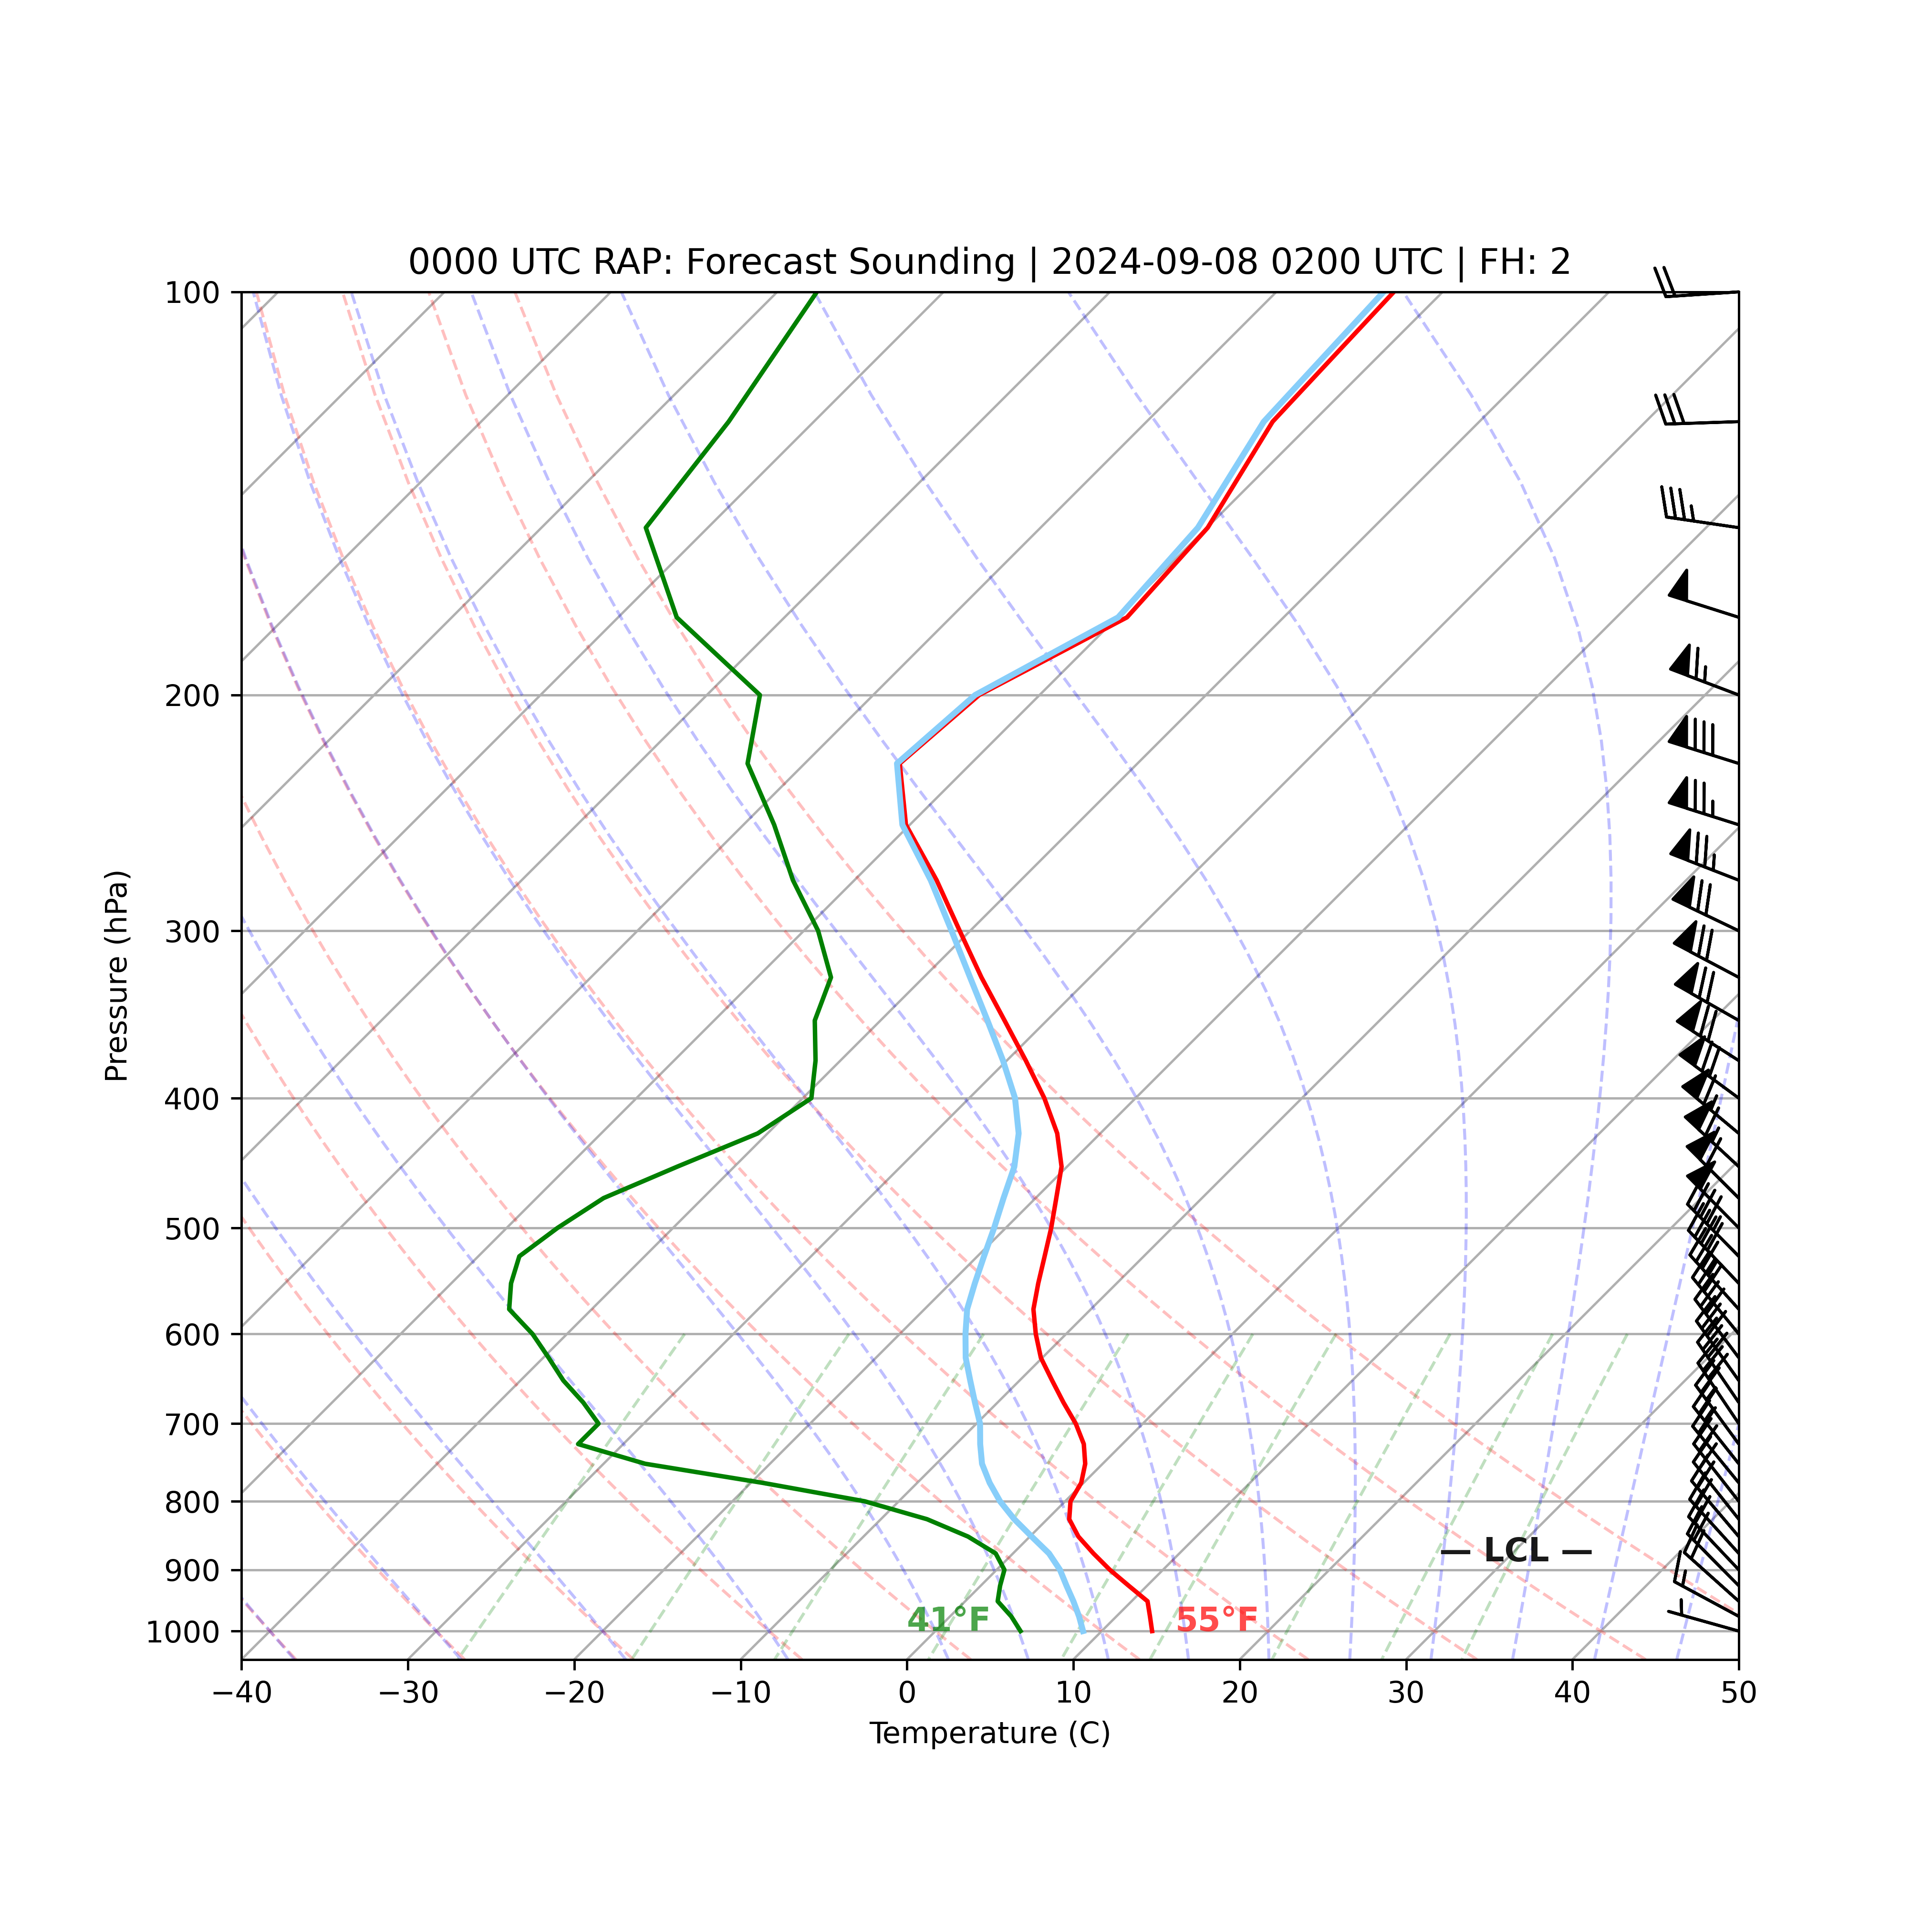 0000 UTC RAP: Forecast Sounding | 2024-09-08 0200 UTC | FH: 2
100
200
300
400
500
600
700
800
900
1000
Pressure (hPa)
— LCL —
41°F
55°F
−40 −30 −20 −10 0 10 20 30 40 50
Temperature (C)